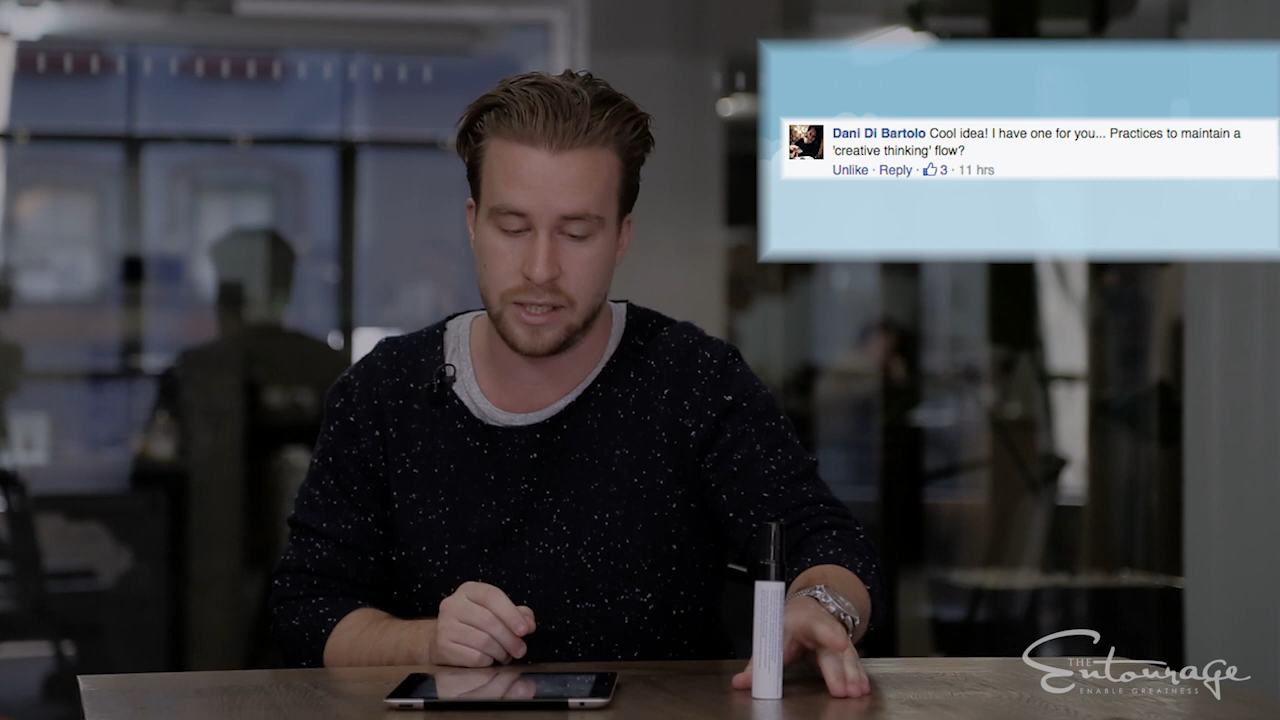 Dani Di Bartolo Cool idea! I have one for you... Practices to maintain a
'creative thinking' flow?
Unlike · Reply · 3 · 11 hrs
THE
Entourage
ENABLE GREATNESS